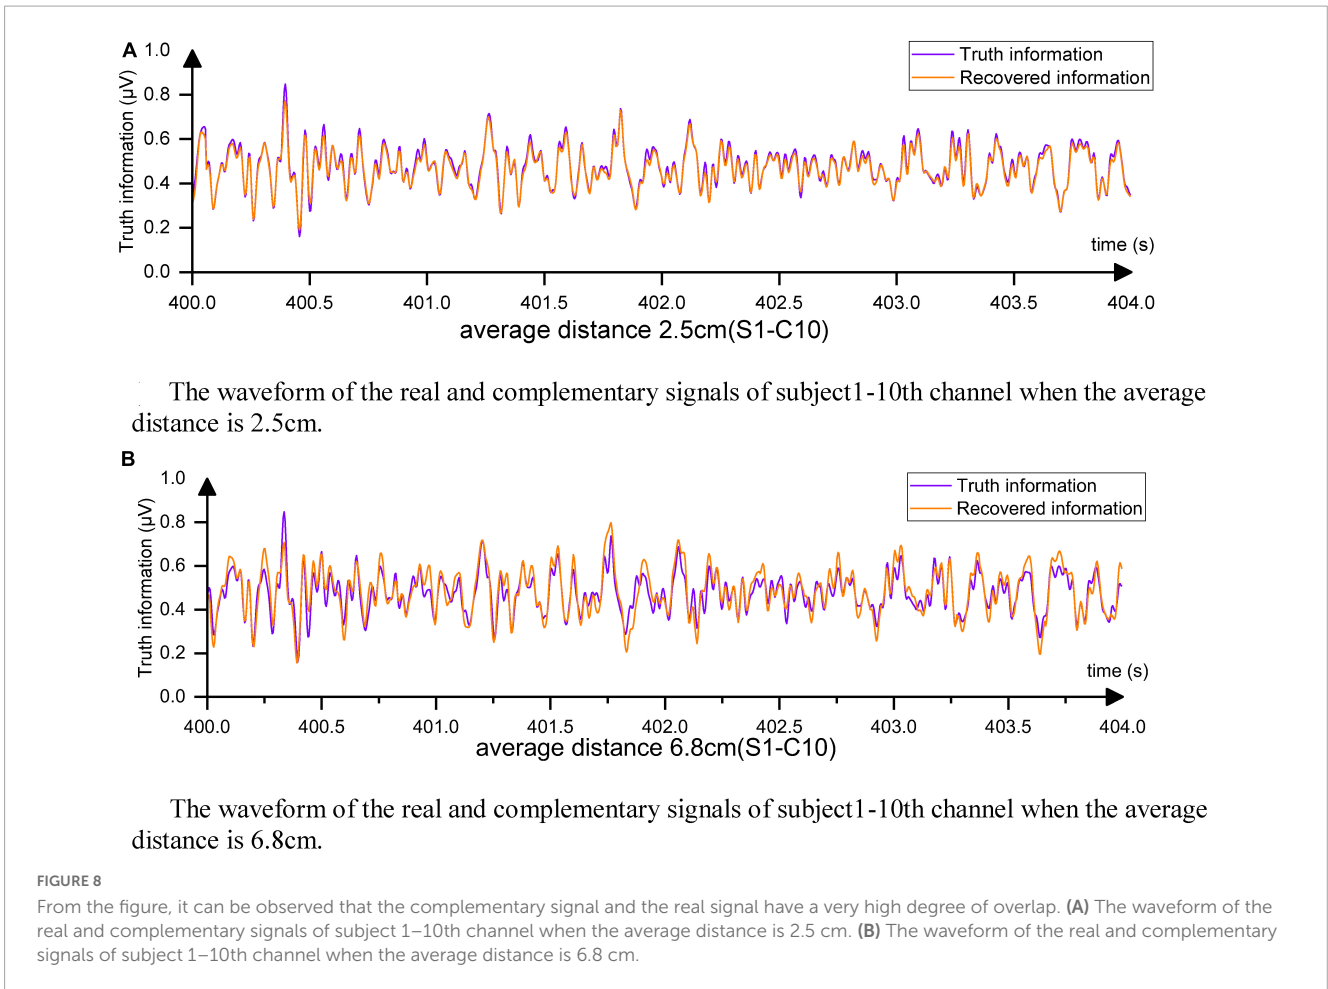 A
1.0
0.8
0.6
0.4
0.2
0.0
Truth information (μV)
Truth information
Recovered information
time (s)
400.0 400.5 401.0 401.5 402.0 402.5 403.0 403.5 404.0
average distance 2.5cm(S1-C10)
The waveform of the real and complementary signals of subject1-10th channel when the average
distance is 2.5cm.
B
1.0
0.8
0.6
0.4
0.2
0.0
Truth information (μV)
Truth information
Recovered information
time (s)
400.0 400.5 401.0 401.5 402.0 402.5 403.0 403.5 404.0
average distance 6.8cm(S1-C10)
The waveform of the real and complementary signals of subject1-10th channel when the average
distance is 6.8cm.
FIGURE 8
From the figure, it can be observed that the complementary signal and the real signal have a very high degree of overlap. (A) The waveform of the
real and complementary signals of subject 1–10th channel when the average distance is 2.5 cm. (B) The waveform of the real and complementary
signals of subject 1–10th channel when the average distance is 6.8 cm.